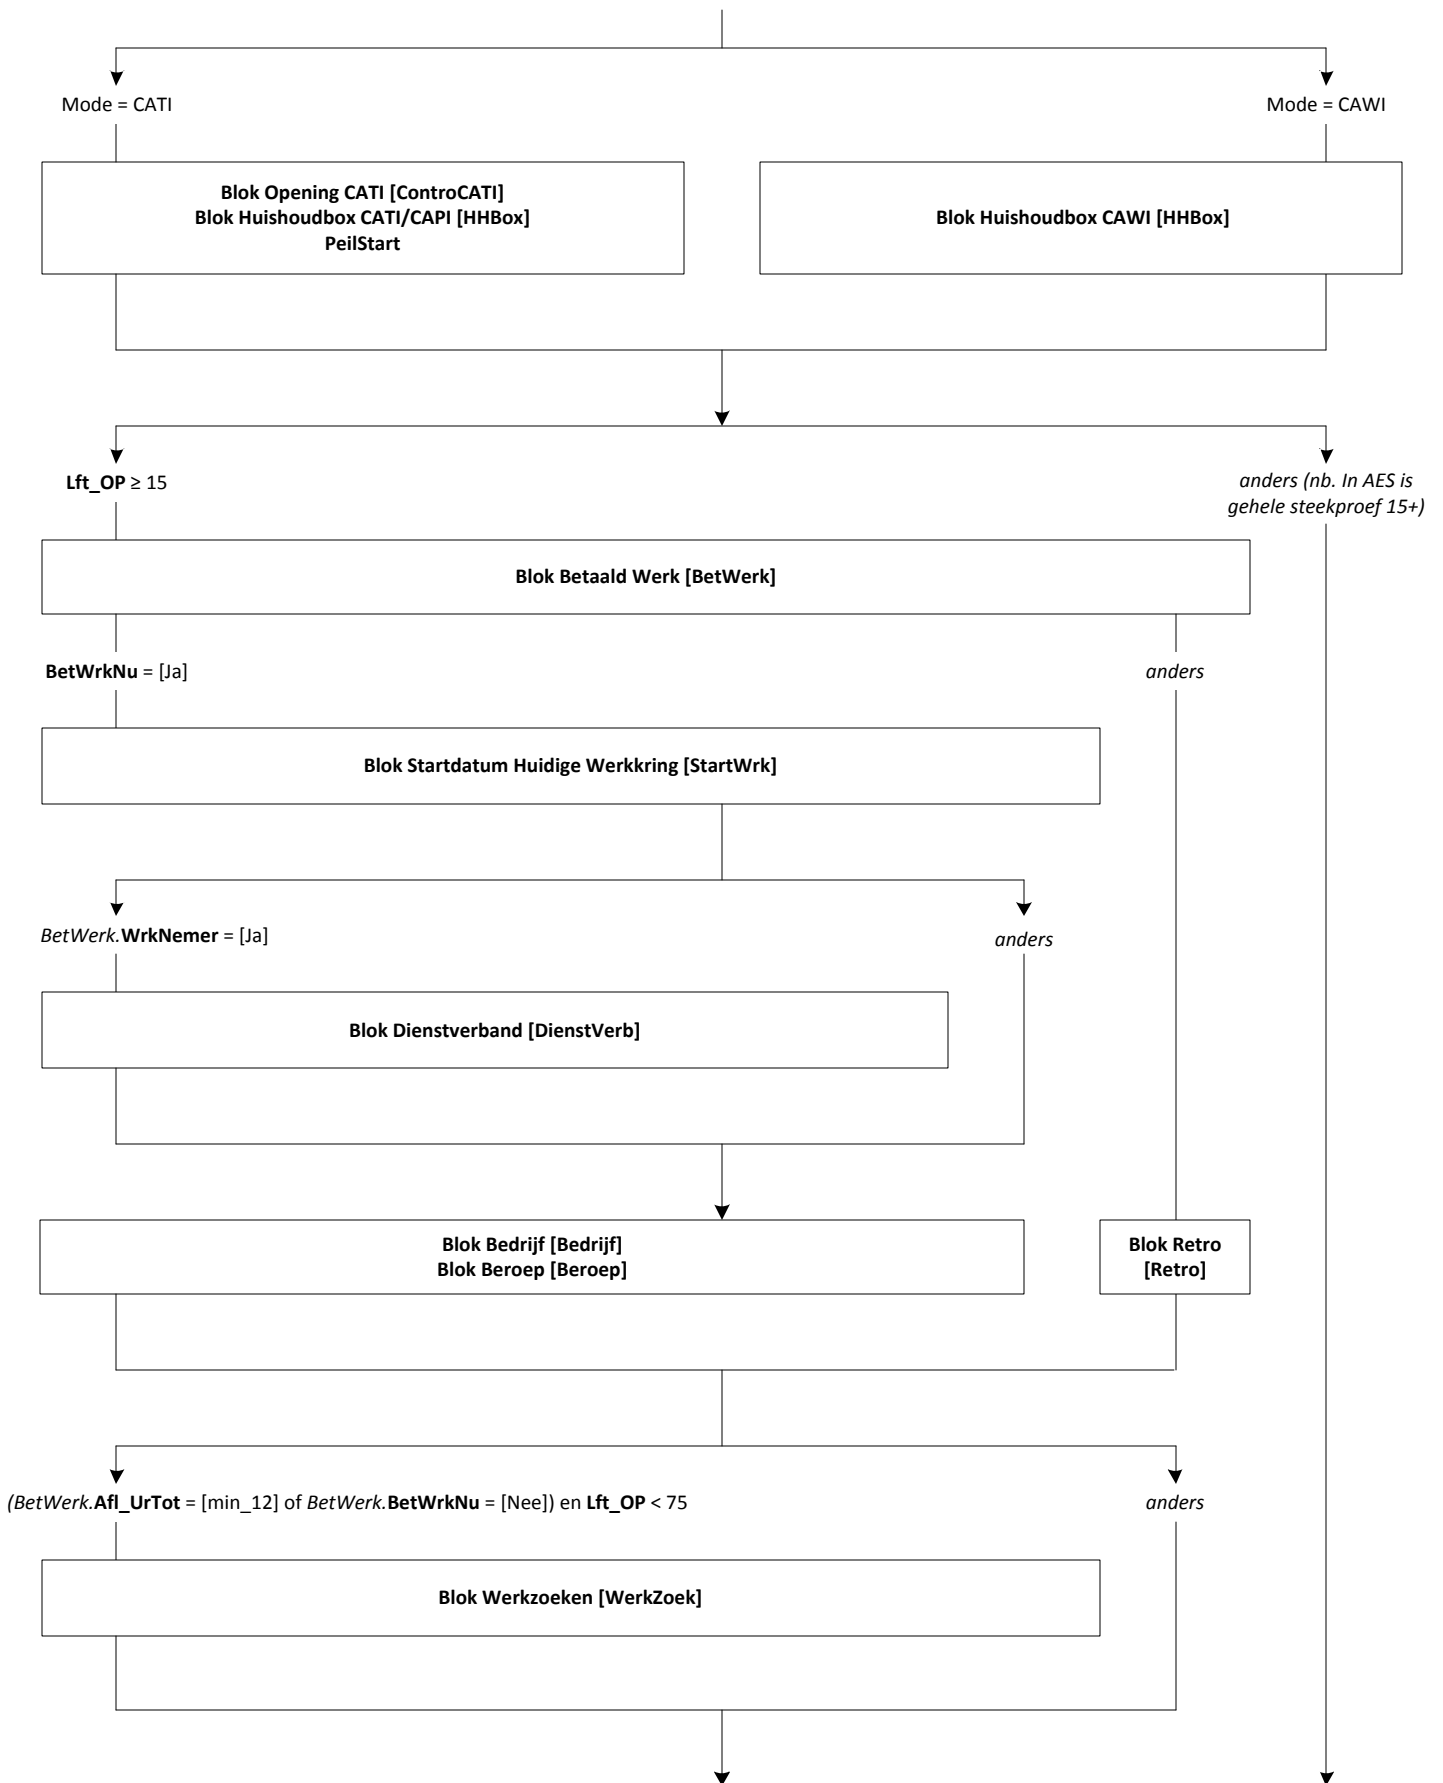 Mode = CATI
Mode = CAWI
Blok Opening CATI [ControCATI]
Blok Huishoudbox CATI/CAPI [HHBox]
PeilStart
Blok Huishoudbox CAWI [HHBox]
Lft_OP ≥ 15
anders (nb. In AES is
gehele steekproef 15+)
Blok Betaald Werk [BetWerk]
BetWrkNu = [Ja]
anders
Blok Startdatum Huidige Werkkring [StartWrk]
BetWerk.WrkNemer = [Ja]
anders
Blok Dienstverband [DienstVerb]
Blok Bedrijf [Bedrijf]
Blok Beroep [Beroep]
Blok Retro
[Retro]
(BetWerk.Afl_UrTot = [min_12] of BetWerk.BetWrkNu = [Nee]) en Lft_OP < 75
anders
Blok Werkzoeken [WerkZoek]